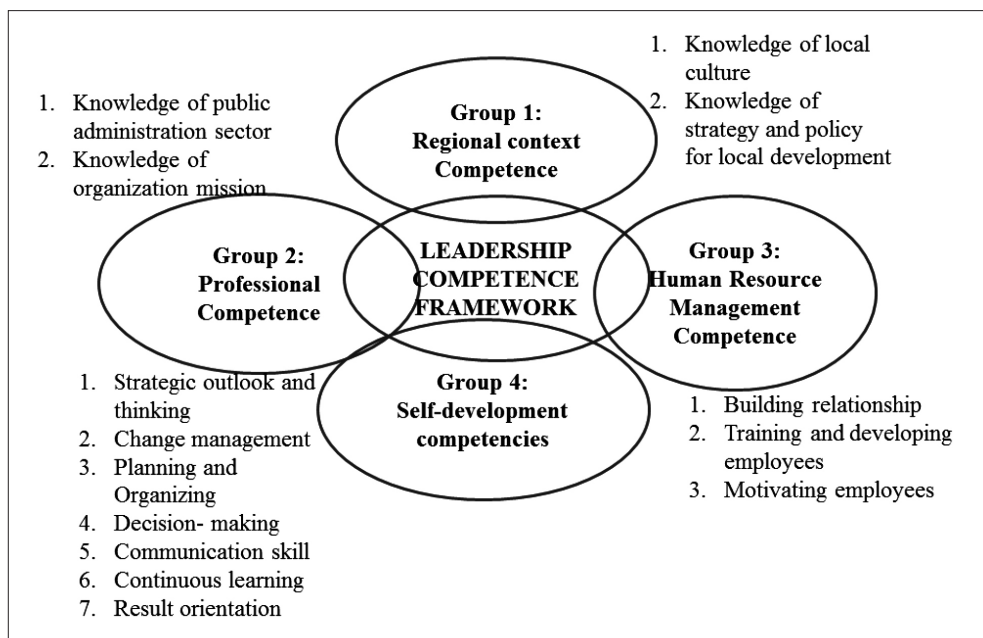 1. Knowledge of local
culture
2. Knowledge of
strategy and policy
for local development
1. Knowledge of public
administration sector
2. Knowledge of
organization mission
Group 1:
Regional context
Competence
Group 2:
Professional
Competence
LEADERSHIP
COMPETENCE
FRAMEWORK
Group 3:
Human Resource
Management
Competence
Group 4:
Self-development
competencies
1. Strategic outlook and
thinking
2. Change management
3. Planning and
Organizing
4. Decision- making
5. Communication skill
6. Continuous learning
7. Result orientation
1. Building relationship
2. Training and developing
employees
3. Motivating employees